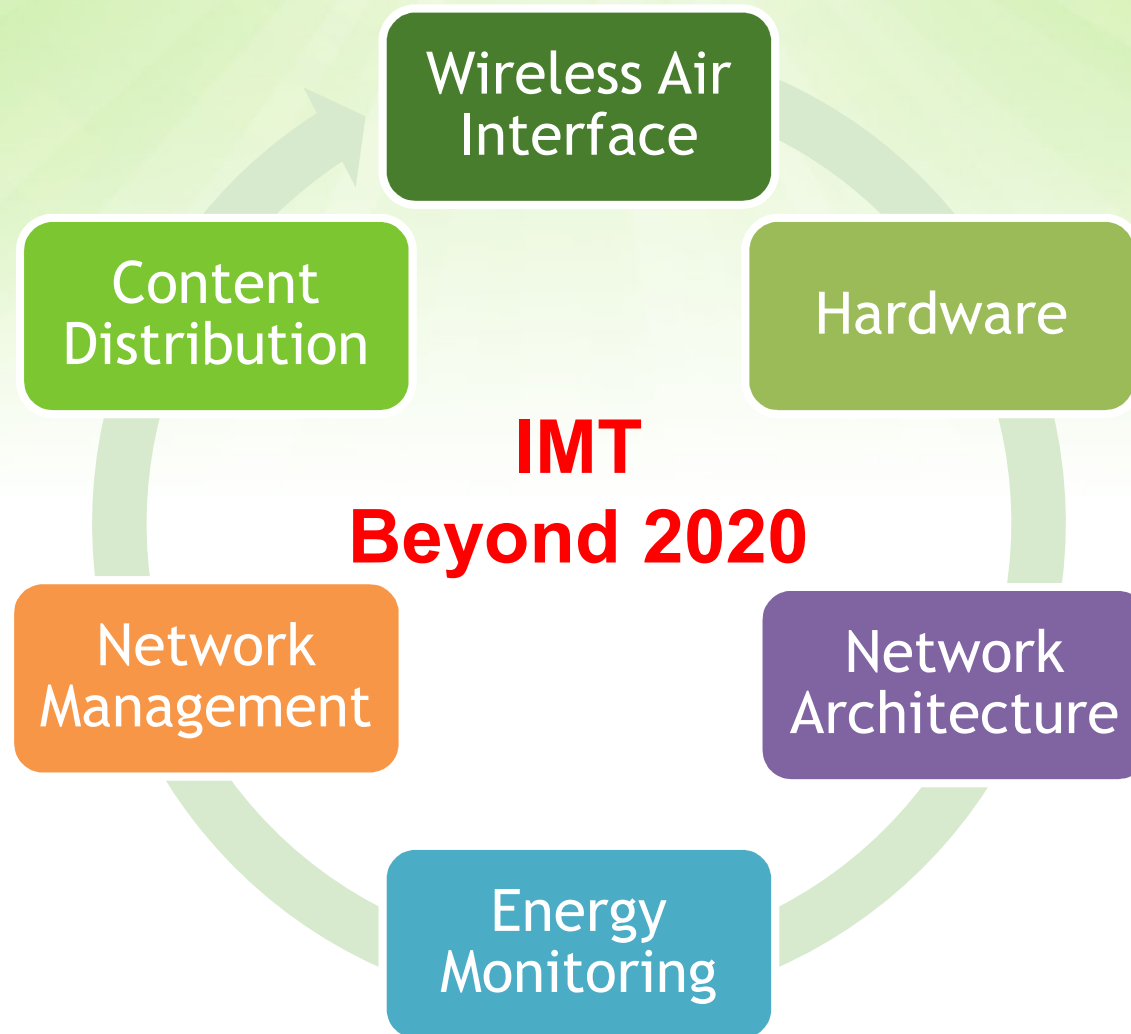 Wireless Air
Interface
Content
Distribution
Hardware
IMT
Beyond 2020
Network
Management
Network
Architecture
Energy
Monitoring